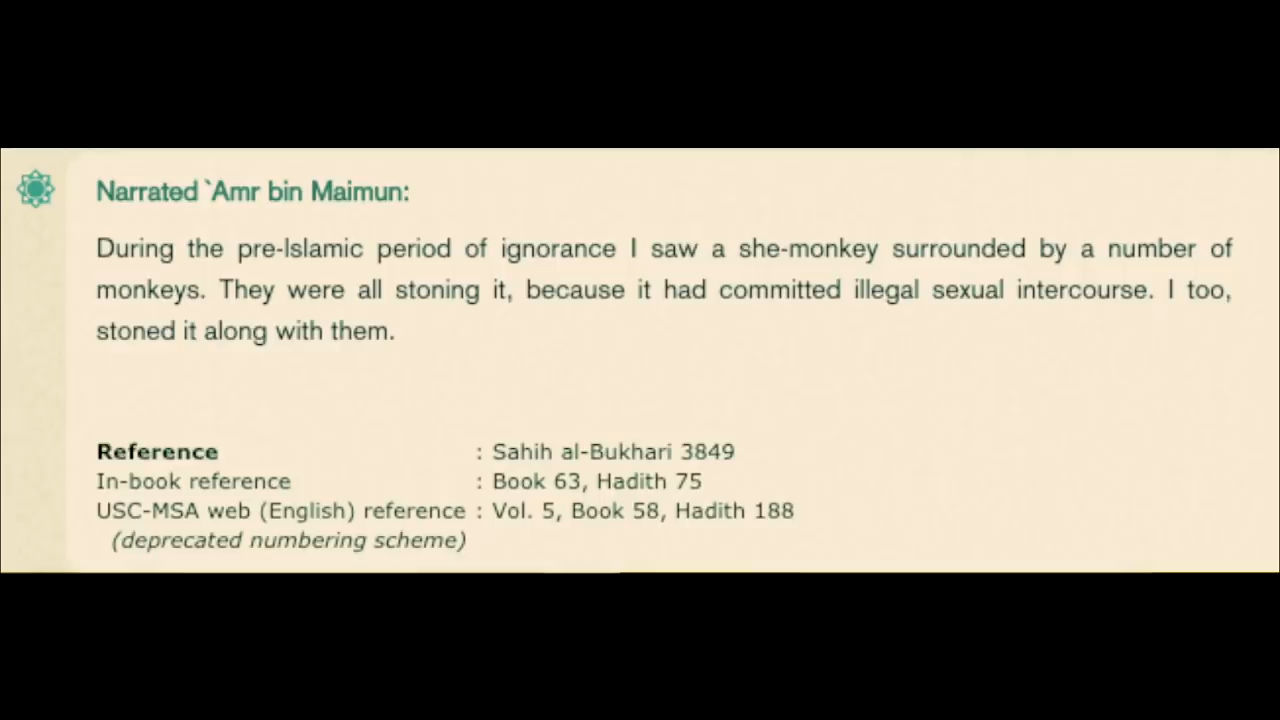 Narrated `Amr bin Maimun:
During the pre-Islamic period of ignorance I saw a she-monkey surrounded by a number of
monkeys. They were all stoning it, because it had committed illegal sexual intercourse. I too,
stoned it along with them.
Reference : Sahih al-Bukhari 3849
In-book reference : Book 63, Hadith 75
USC-MSA web (English) reference : Vol. 5, Book 58, Hadith 188
(deprecated numbering scheme)